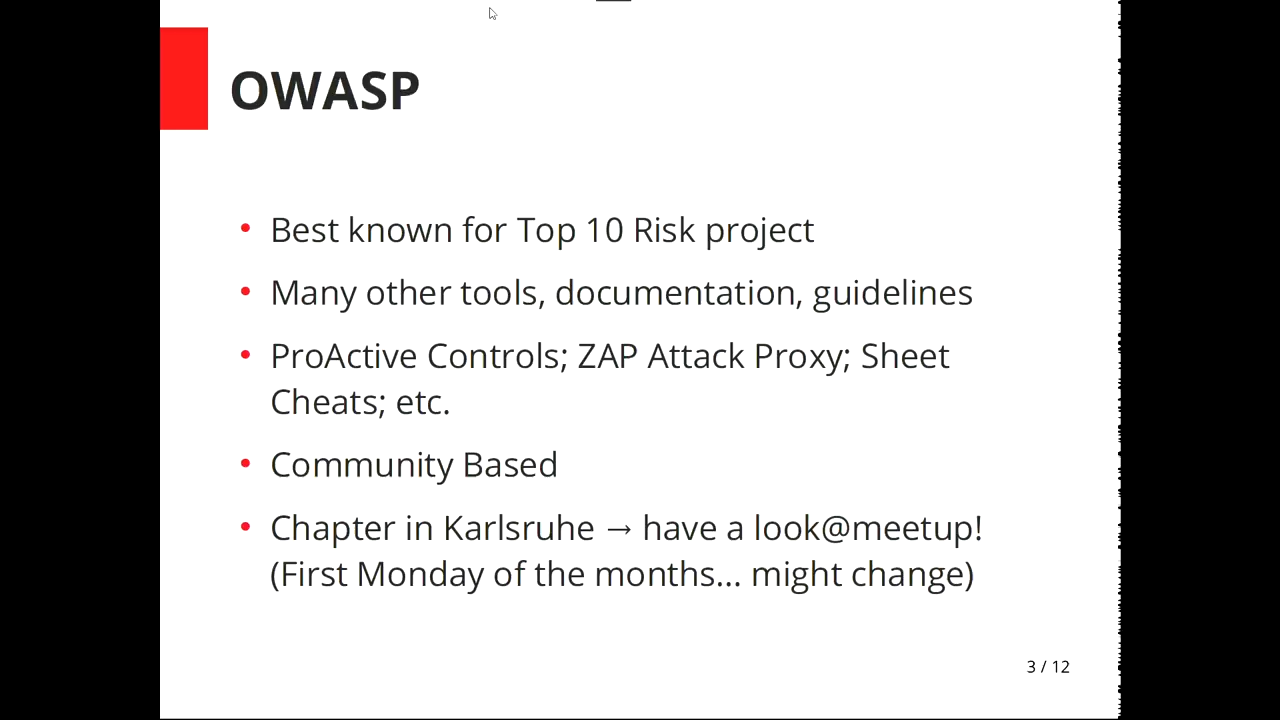 OWASP
• Best known for Top 10 Risk project
• Many other tools, documentation, guidelines
• ProActive Controls; ZAP Attack Proxy; Sheet
Cheats; etc.
• Community Based
• Chapter in Karlsruhe → have a look@meetup!
(First Monday of the months... might change)
3 / 12